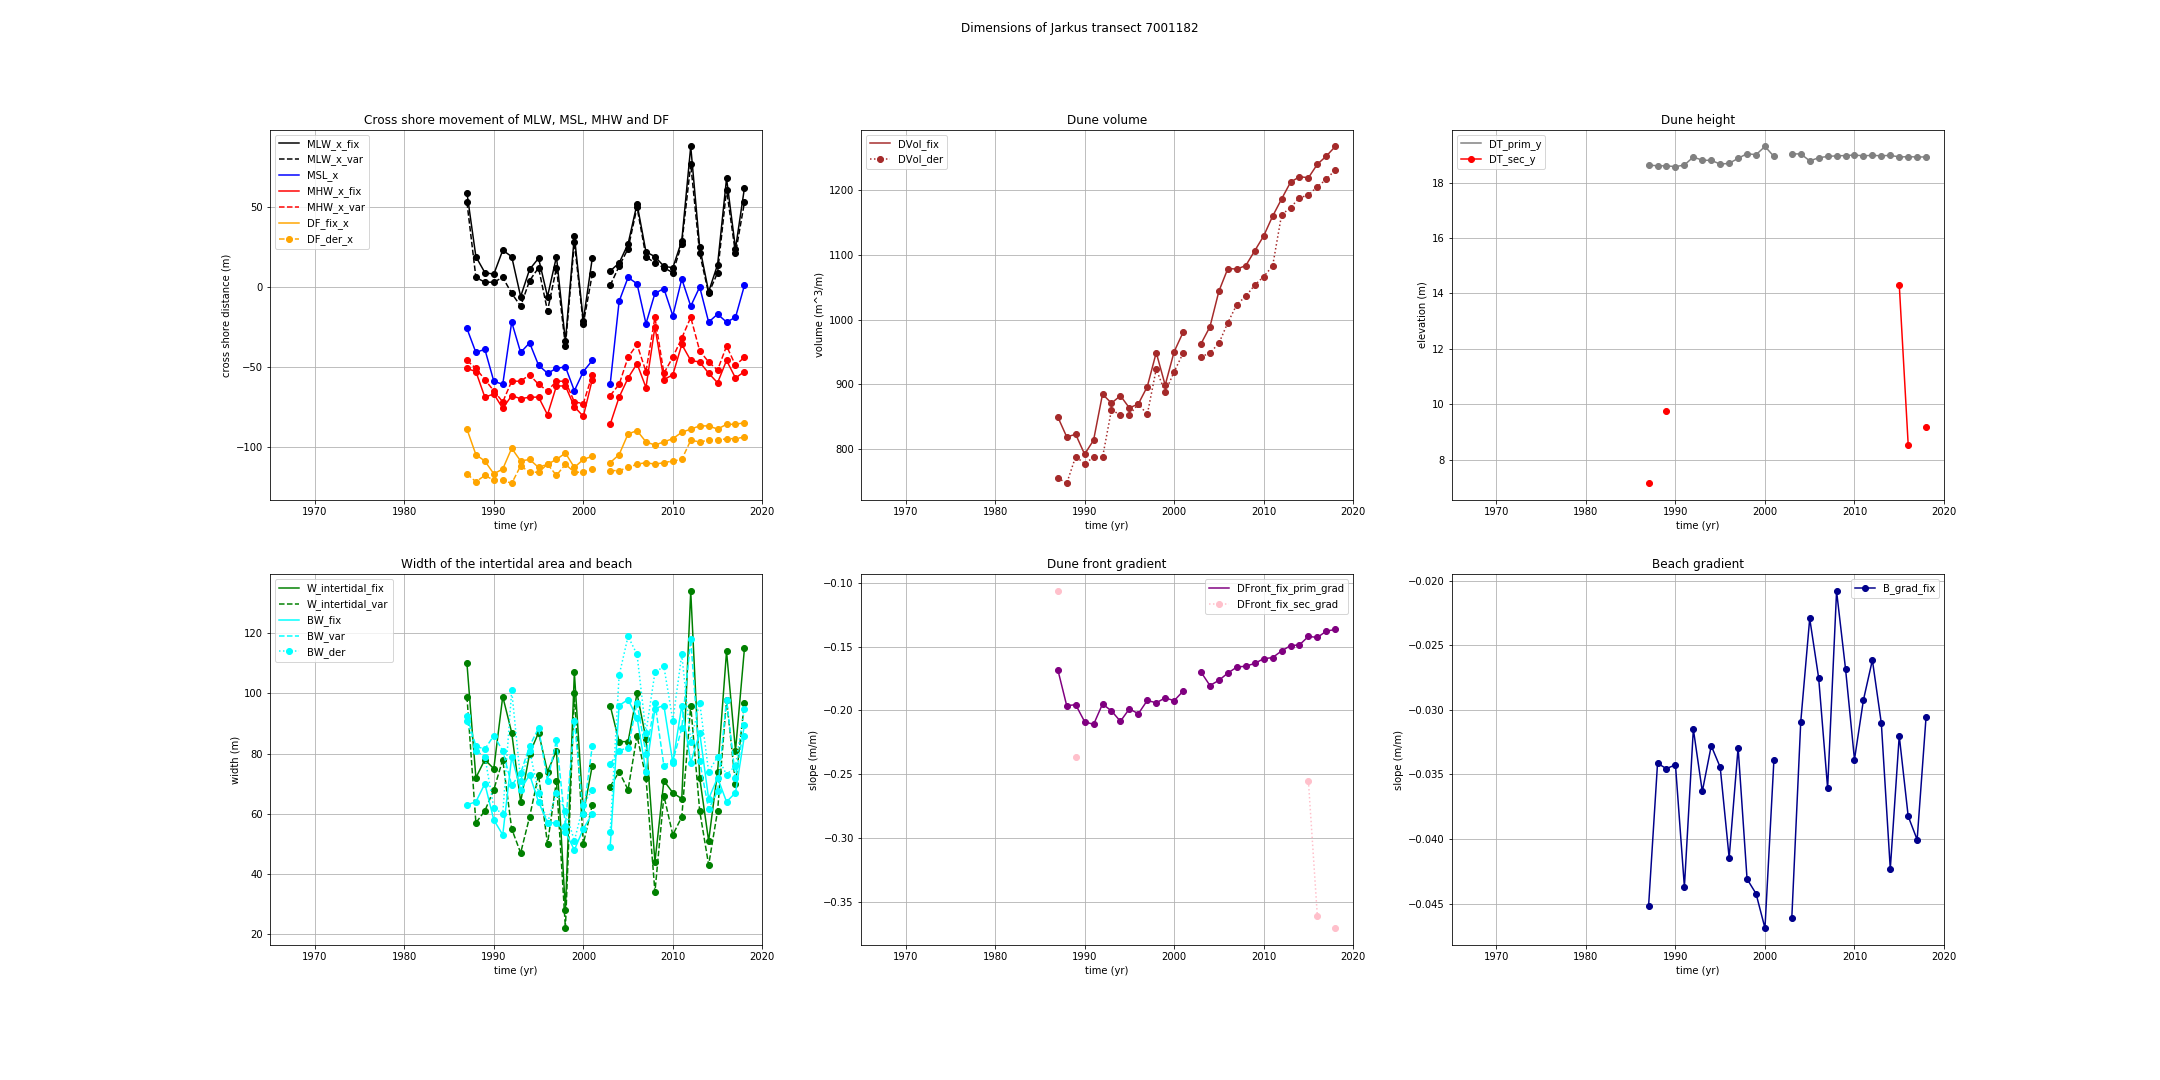 Dimensions of Jarkus transect 7001182
Cross shore movement of MLW, MSL, MHW and DF
MLW_x_fix
MLW_x_var
MSL_x
MHW_x_fix
MHW_x_var
DF_fix_x
DF_der_x
50
0
−50
−100
cross shore distance (m)
1970 1980 1990 2000 2010 2020
time (yr)
Dune volume
DVol_fix
DVol_der
1200
1100
1000
900
800
volume (m^3/m)
1970 1980 1990 2000 2010 2020
time (yr)
Dune height
DT_prim_y
DT_sec_y
18
16
14
12
10
8
elevation (m)
1970 1980 1990 2000 2010 2020
time (yr)
Width of the intertidal area and beach
W_intertidal_fix
W_intertidal_var
BW_fix
BW_var
BW_der
120
100
80
60
40
20
width (m)
1970 1980 1990 2000 2010 2020
time (yr)
Dune front gradient
DFront_fix_prim_grad
DFront_fix_sec_grad
−0.10
−0.15
−0.20
−0.25
−0.30
−0.35
slope (m/m)
1970 1980 1990 2000 2010 2020
time (yr)
Beach gradient
B_grad_fix
−0.020
−0.025
−0.030
−0.035
−0.040
−0.045
slope (m/m)
1970 1980 1990 2000 2010 2020
time (yr)